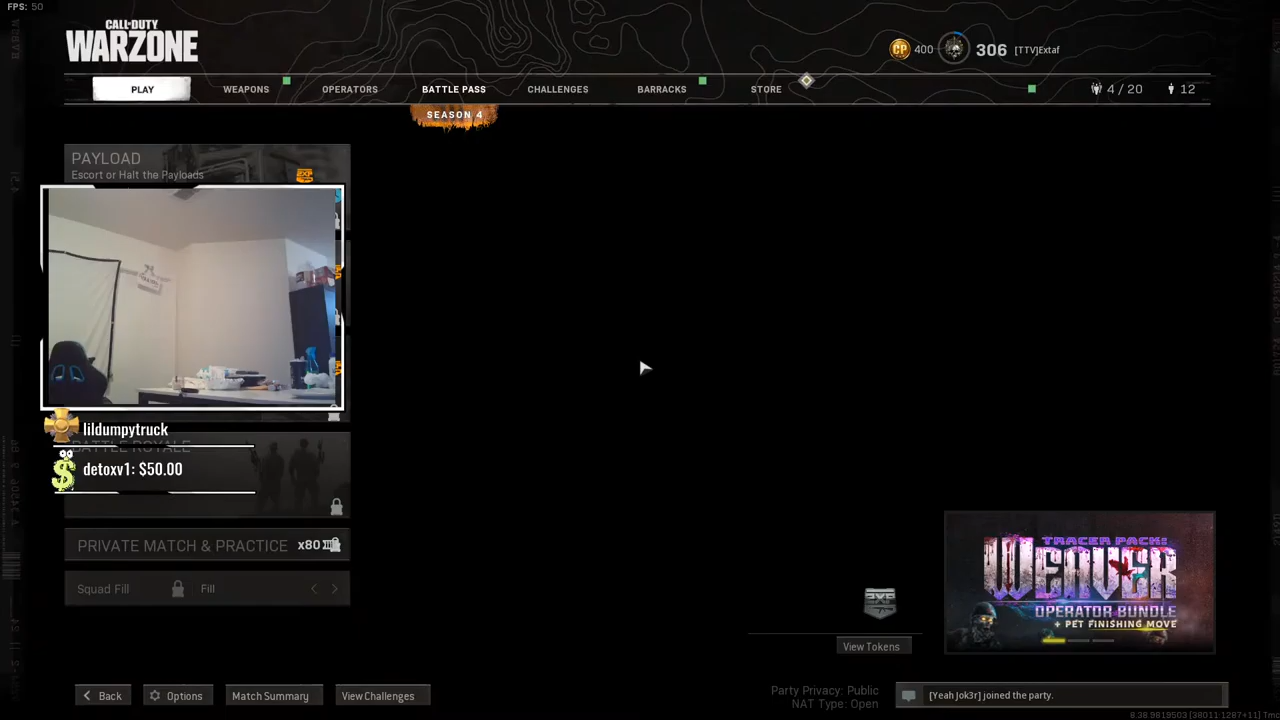 FPS: 50
CALL OF DUTY
WARZONE
CP 400
306 [TTV]Extaf
PLAY
WEAPONS
OPERATORS
BATTLE PASS
CHALLENGES
BARRACKS
STORE
4 / 20
12
SEASON 4
PAYLOAD
Escort or Halt the Payloads
lildumpytruck
BATTLE ROYALE
detoxv1: $50.00
PRIVATE MATCH & PRACTICE x80
Squad Fill
Fill
TRACER PACK:
WEAVER
OPERATOR BUNDLE
+ PET FINISHING MOVE
View Tokens
Back
Options
Match Summary
View Challenges
Party Privacy: Public
NAT Type: Open
[Yeah Jok3r] joined the party.